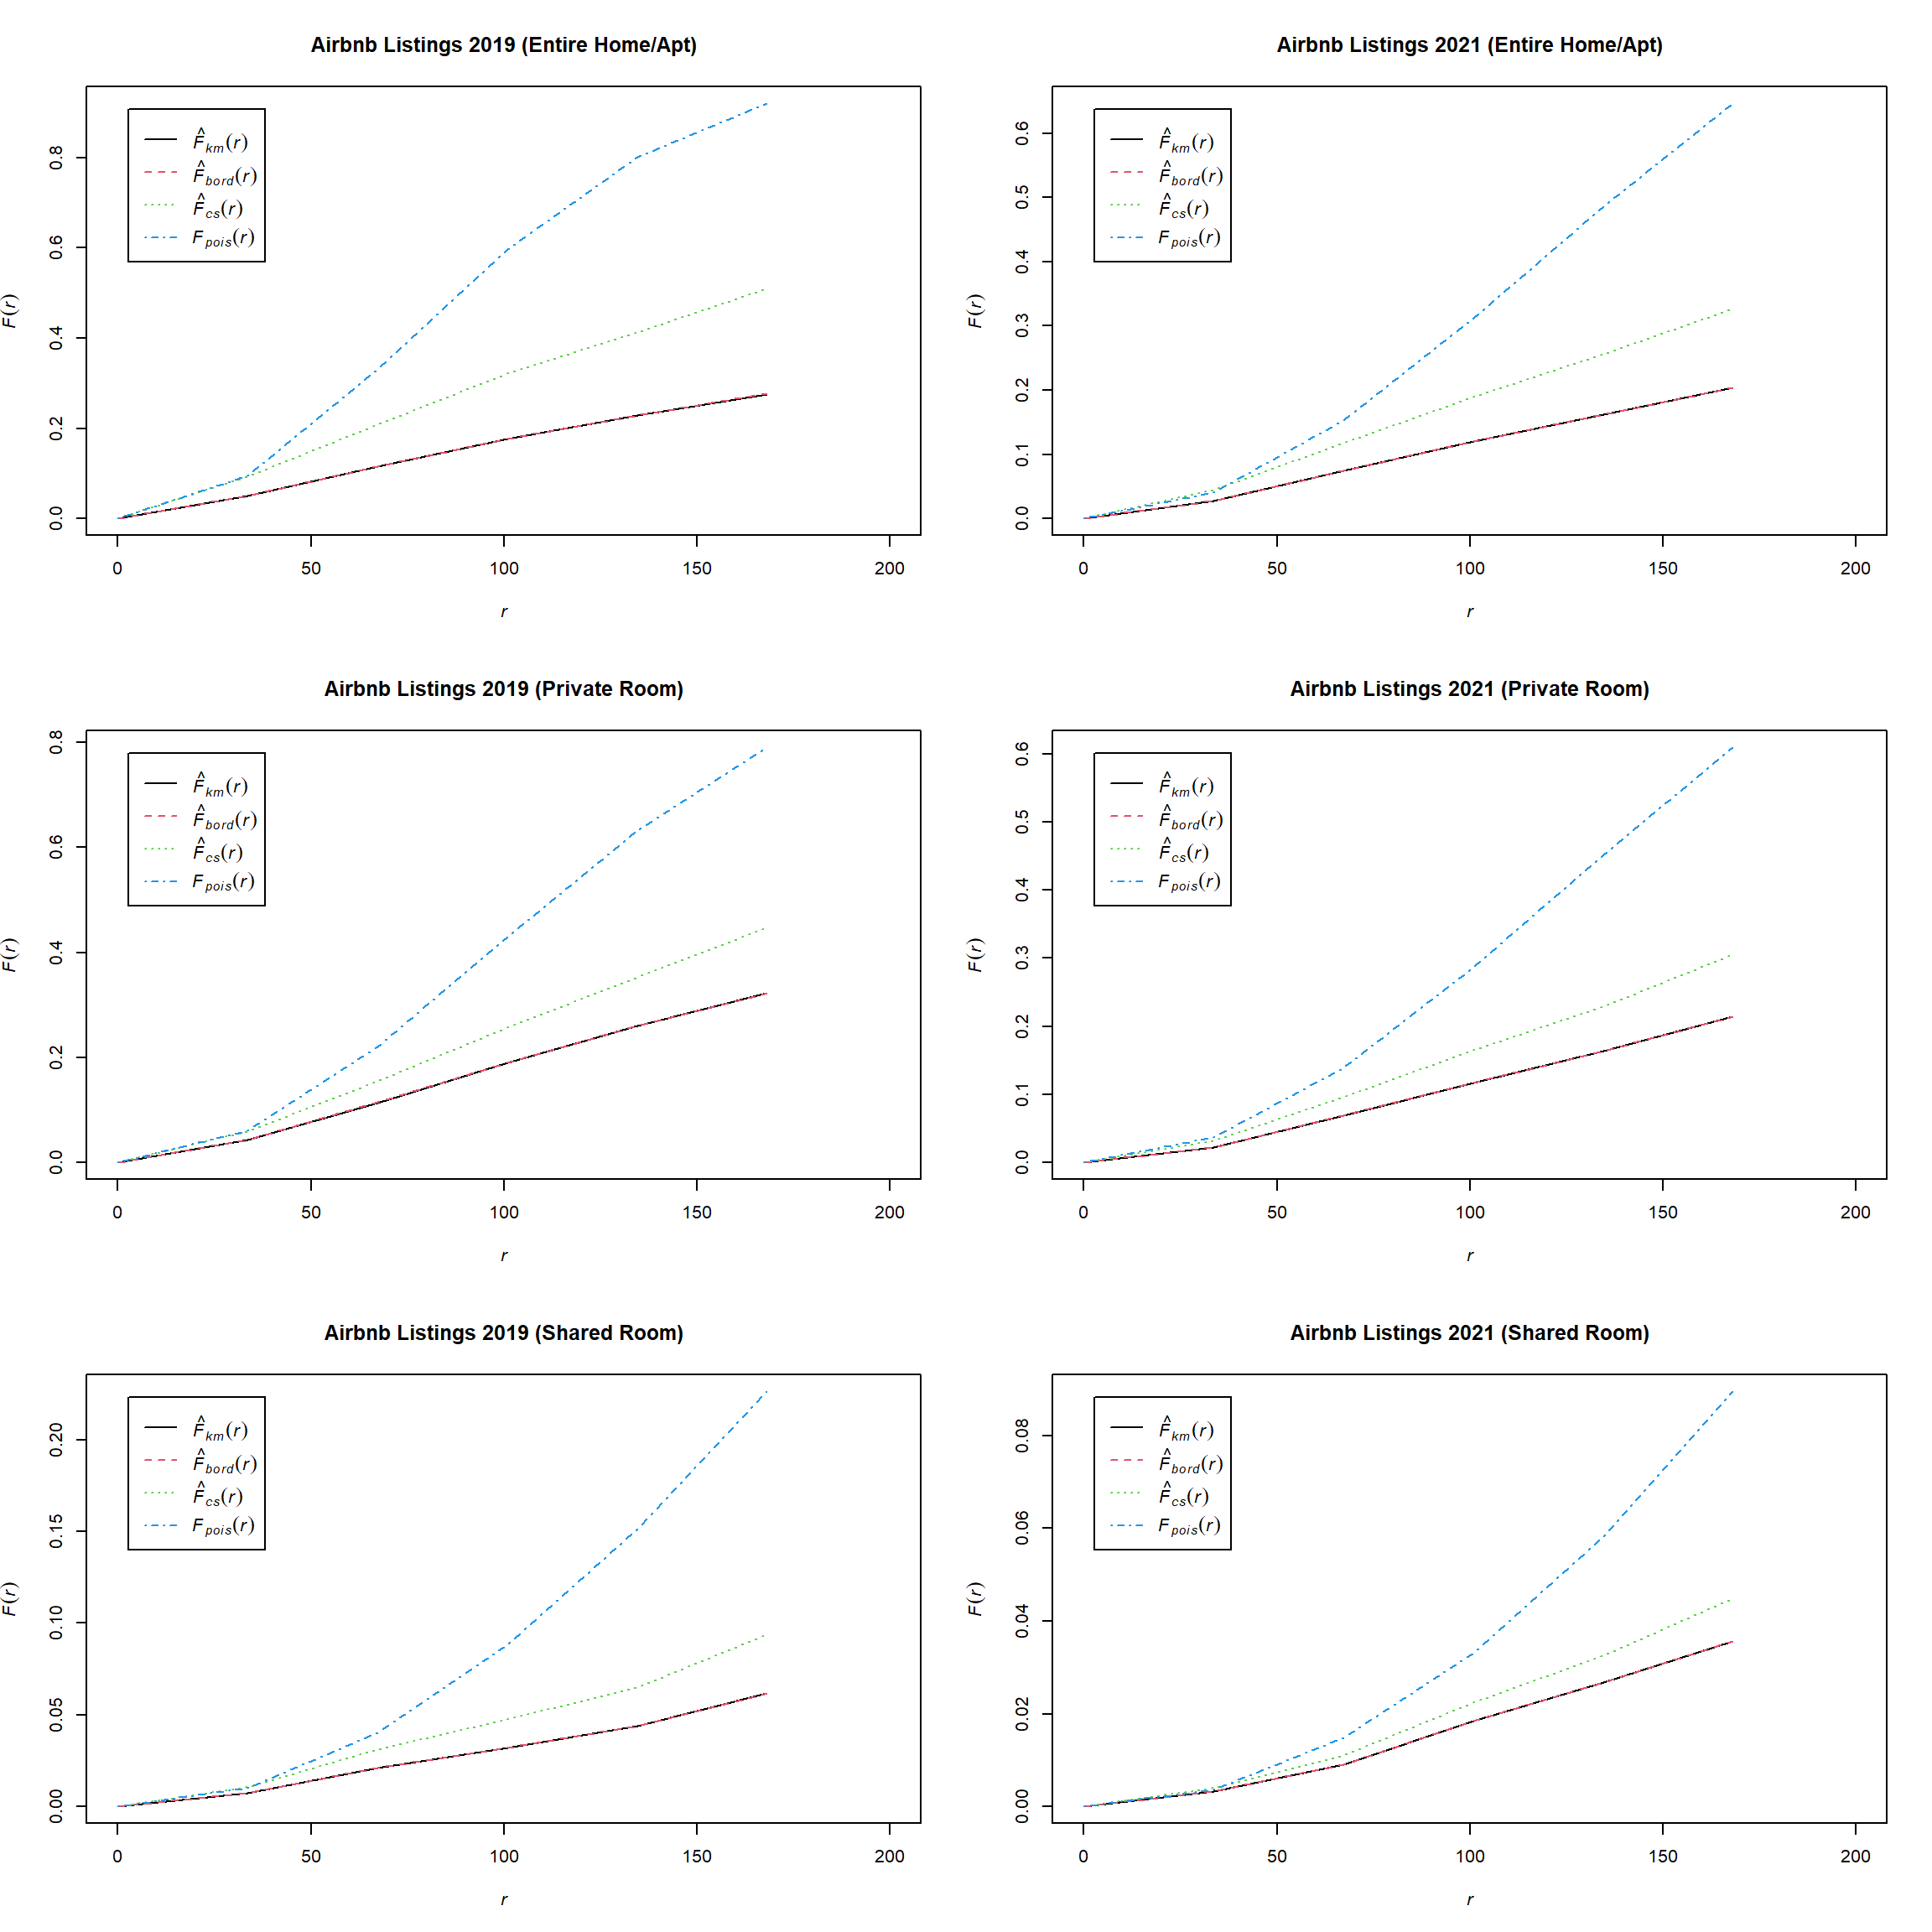 Airbnb Listings 2019 (Entire Home/Apt)
F̂km(r)
F̂bord(r)
F̂cs(r)
Fpois(r)
F(r)
0.0 0.2 0.4 0.6 0.8
0 50 100 150 200
r
Airbnb Listings 2021 (Entire Home/Apt)
F̂km(r)
F̂bord(r)
F̂cs(r)
Fpois(r)
F(r)
0.0 0.1 0.2 0.3 0.4 0.5 0.6
0 50 100 150 200
r
Airbnb Listings 2019 (Private Room)
F̂km(r)
F̂bord(r)
F̂cs(r)
Fpois(r)
F(r)
0.0 0.2 0.4 0.6 0.8
0 50 100 150 200
r
Airbnb Listings 2021 (Private Room)
F̂km(r)
F̂bord(r)
F̂cs(r)
Fpois(r)
F(r)
0.0 0.1 0.2 0.3 0.4 0.5 0.6
0 50 100 150 200
r
Airbnb Listings 2019 (Shared Room)
F̂km(r)
F̂bord(r)
F̂cs(r)
Fpois(r)
F(r)
0.00 0.05 0.10 0.15 0.20
0 50 100 150 200
r
Airbnb Listings 2021 (Shared Room)
F̂km(r)
F̂bord(r)
F̂cs(r)
Fpois(r)
F(r)
0.00 0.02 0.04 0.06 0.08
0 50 100 150 200
r